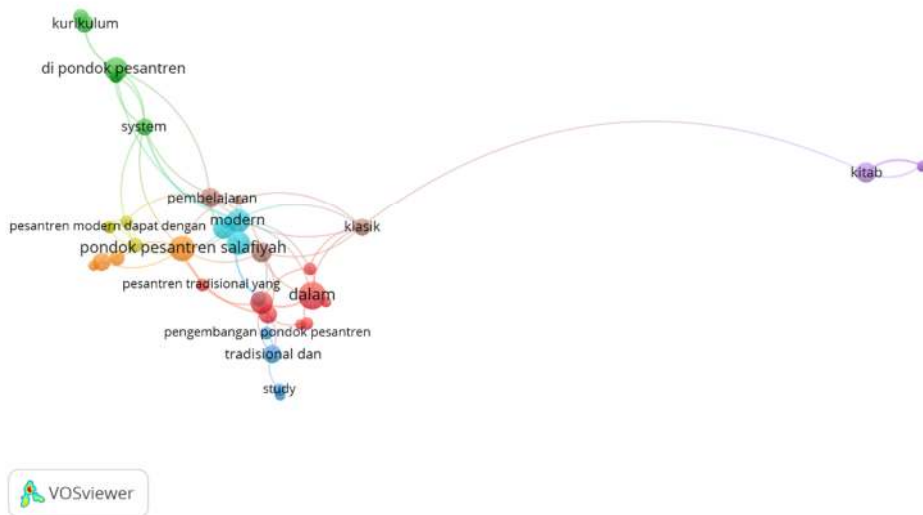 kurikulum
di pondok pesantren
system
kitab
pembelajaran
modern
pesantren modern dapat dengan
klasik
pondok pesantren salafiyah
pesantren tradisional yang
dalam
pengembangan pondok pesantren
tradisional dan
study
VOSviewer